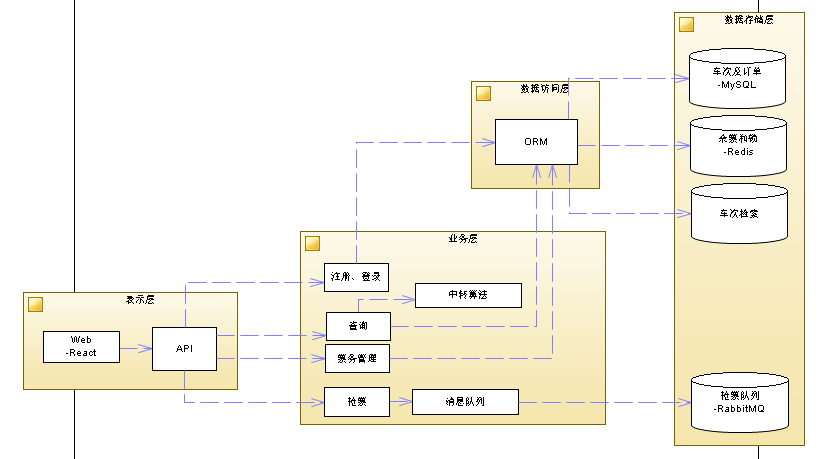 数据存储层
车次及订单
-MySQL
数据访问层
ORM
余票和锁
-Redis
车次检索
业务层
注册、登录
中转算法
表示层
查询
Web
-React
API
票务管理
抢票
消息队列
抢票队列
-RabbitMQ